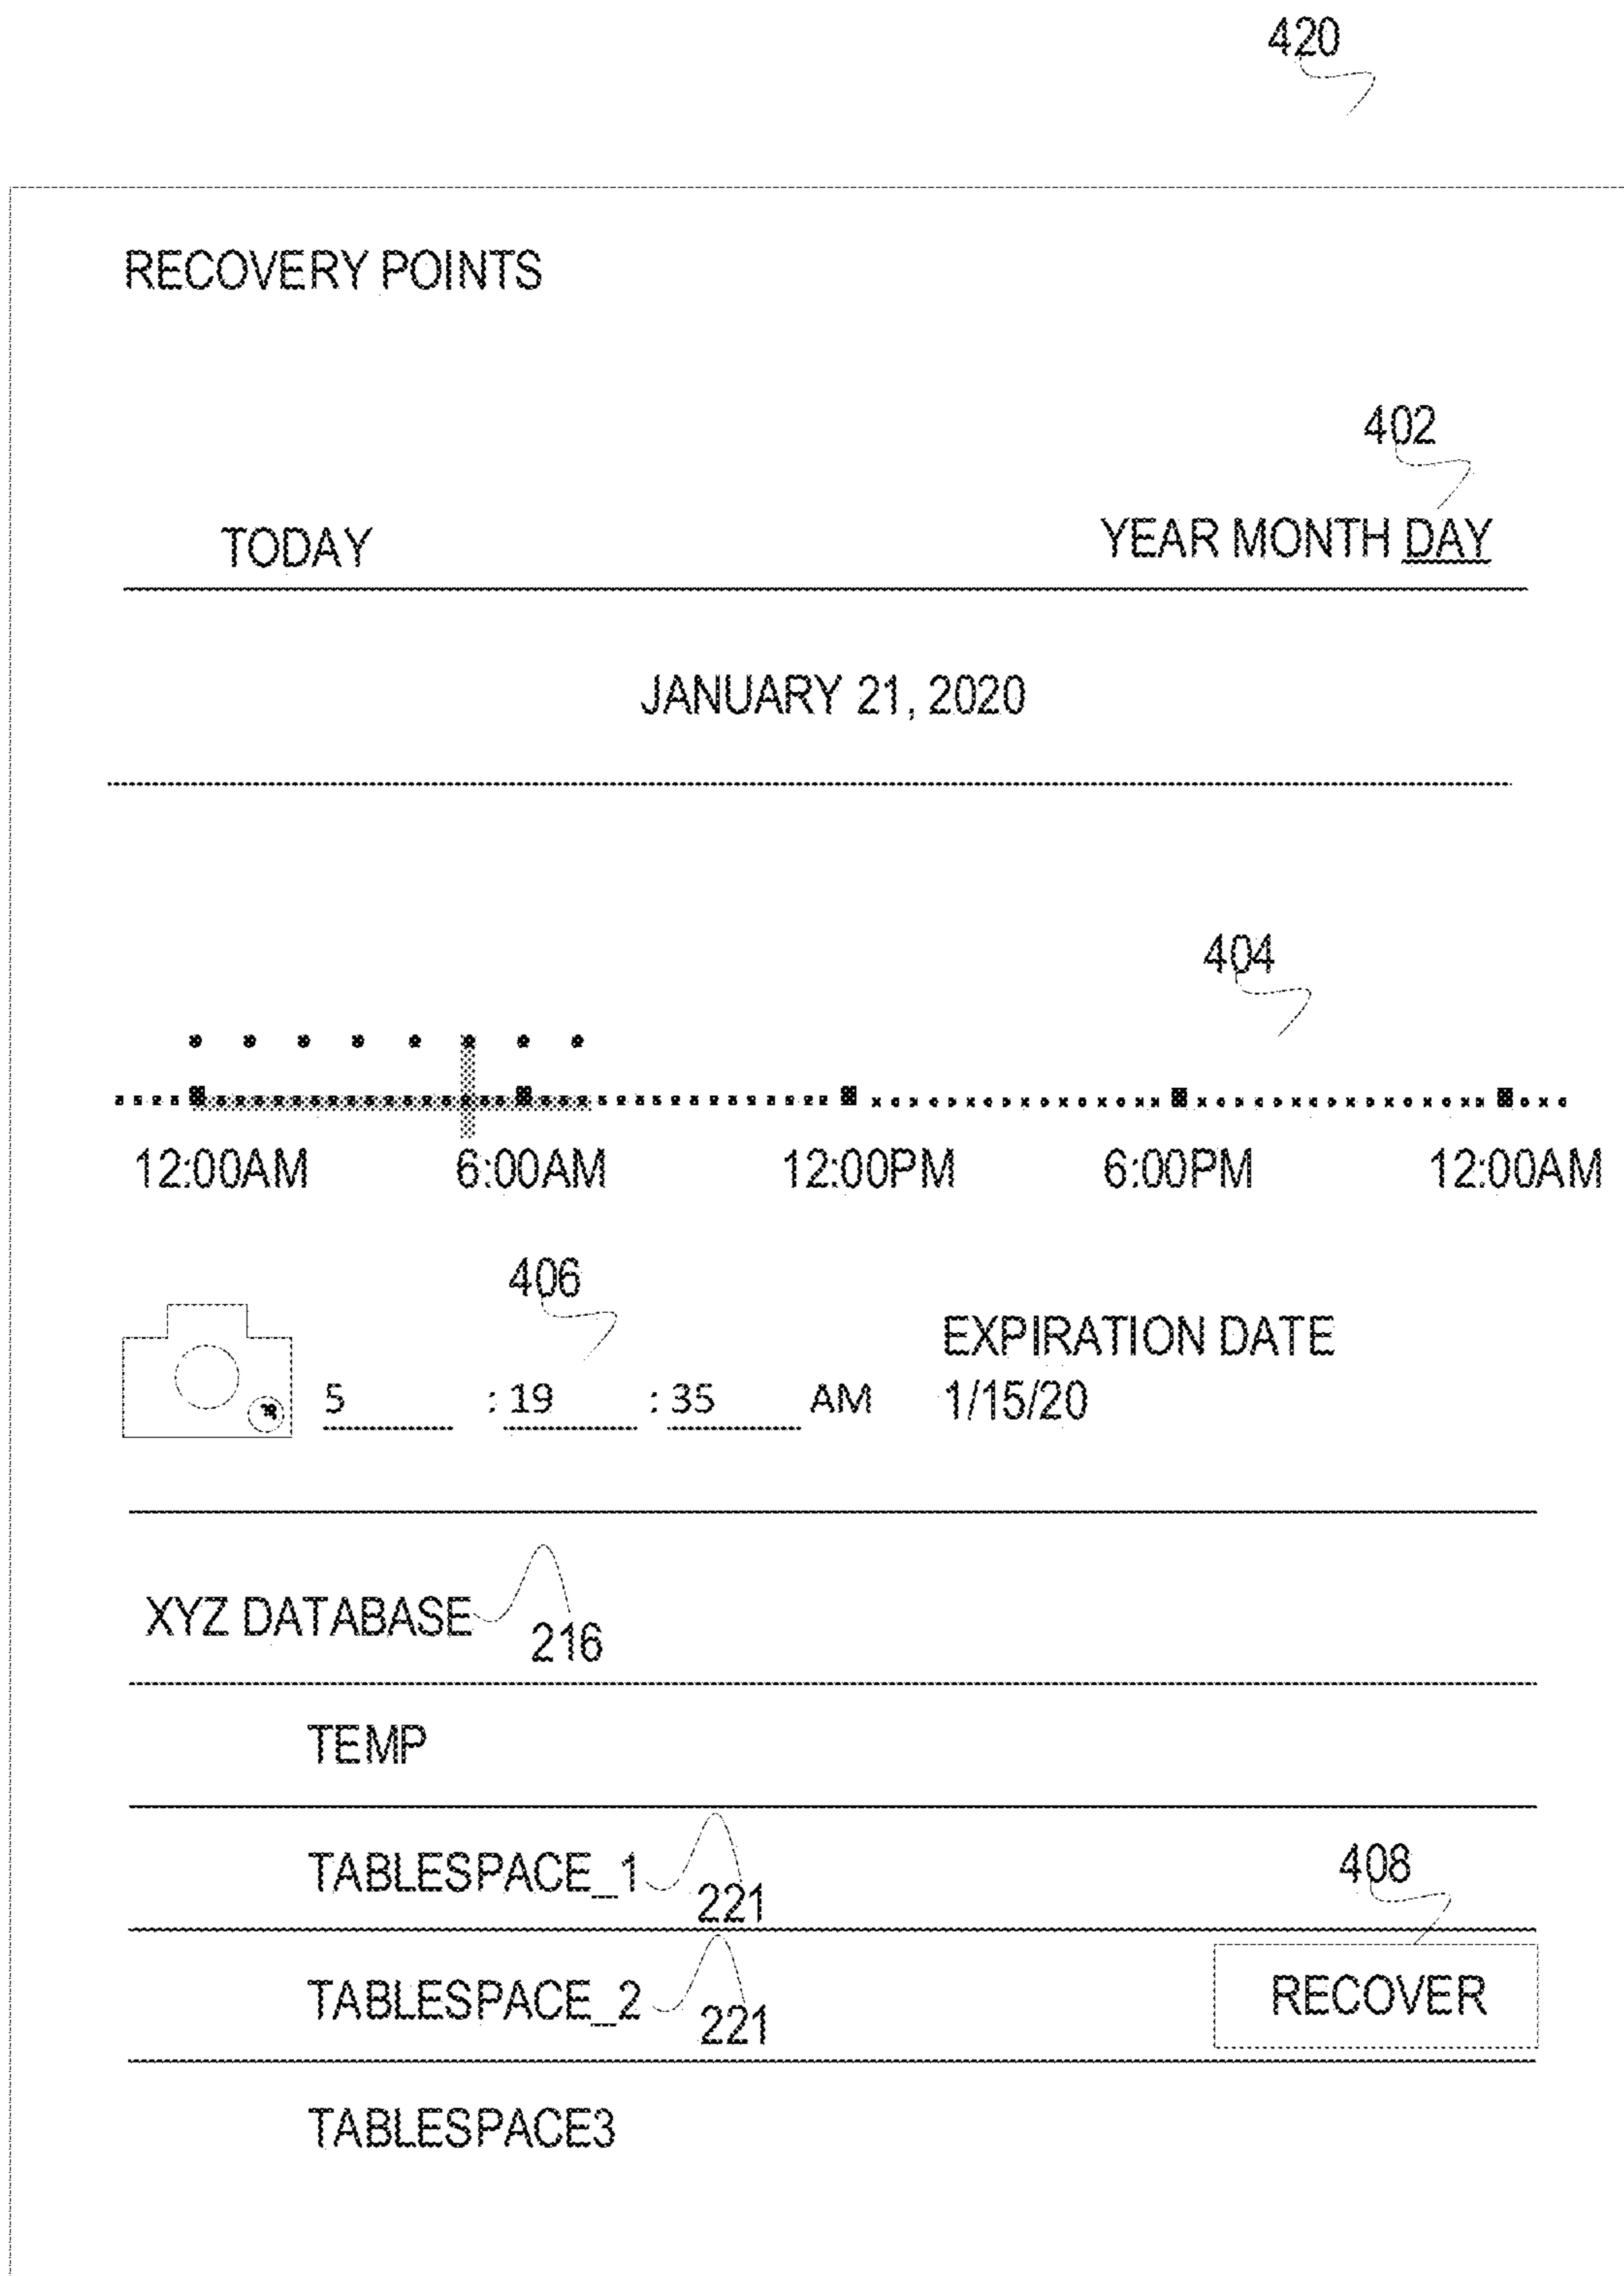 420
RECOVERY POINTS
402
TODAY YEAR MONTH DAY
JANUARY 21, 2020
404
12:00AM 6:00AM 12:00PM 6:00PM 12:00AM
406
EXPIRATION DATE
5 : 19 : 35 AM 1/15/20
XYZ DATABASE 216
TEMP
TABLESPACE_1 221
408
TABLESPACE_2 221 RECOVER
TABLESPACE3